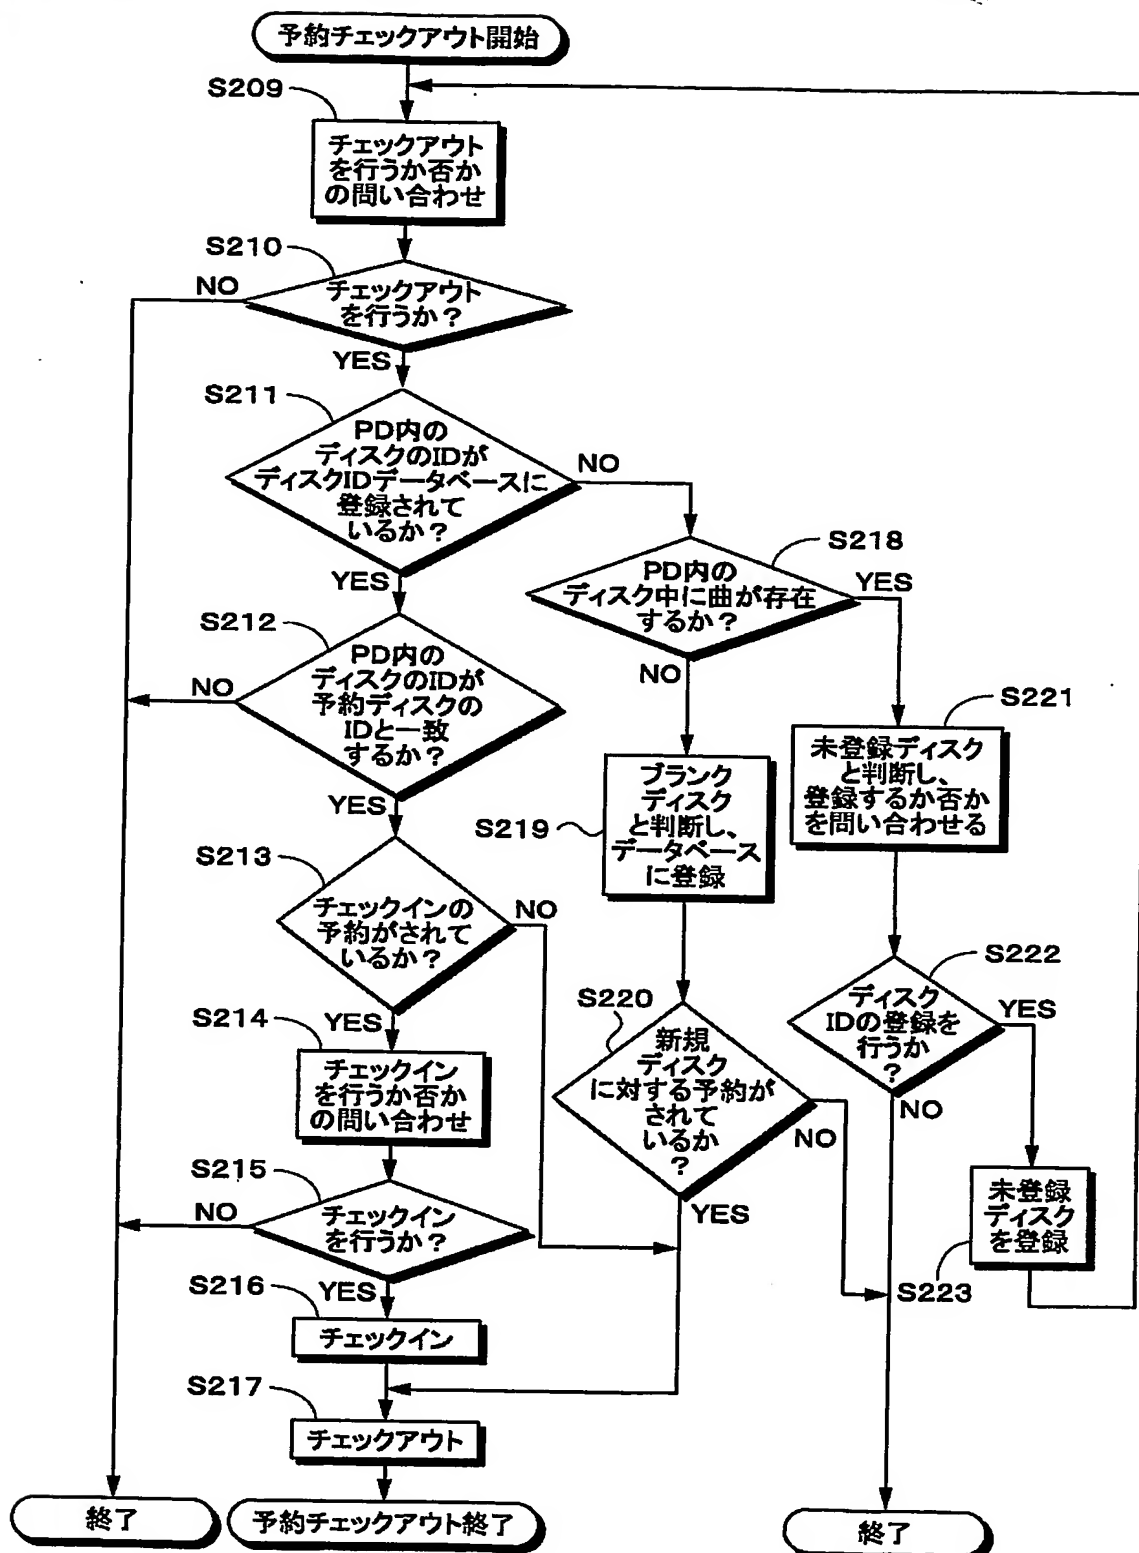 予約チェックアウト開始
S209
チェックアウト
を行うか否か
の問い合わせ
S210
NO
チェックアウト
を行うか?
YES
S211
PD内の
ディスクのIDが
ディスクIDデータベースに
登録されて
いるか?
NO
YES
S218
PD内の
ディスク中に曲が存在
するか?
YES
NO
S212
PD内の
ディスクのIDが
予約ディスクの
IDと一致
するか?
NO
YES
S221
未登録ディスク
と判断し、
登録するか否か
を問い合わせる
S219
ブランク
ディスク
と判断し、
データベース
に登録
S213
チェックインの
予約がされて
いるか?
NO
YES
S222
ディスク
IDの登録を
行うか
?
YES
NO
S220
新規
ディスク
に対する予約が
されて
いるか
?
NO
YES
S214
チェックイン
を行うか否か
の問い合わせ
S215
NO
チェックイン
を行うか?
YES
未登録
ディスク
を登録
S223
S216
チェックイン
S217
チェックアウト
終了
予約チェックアウト終了
終了